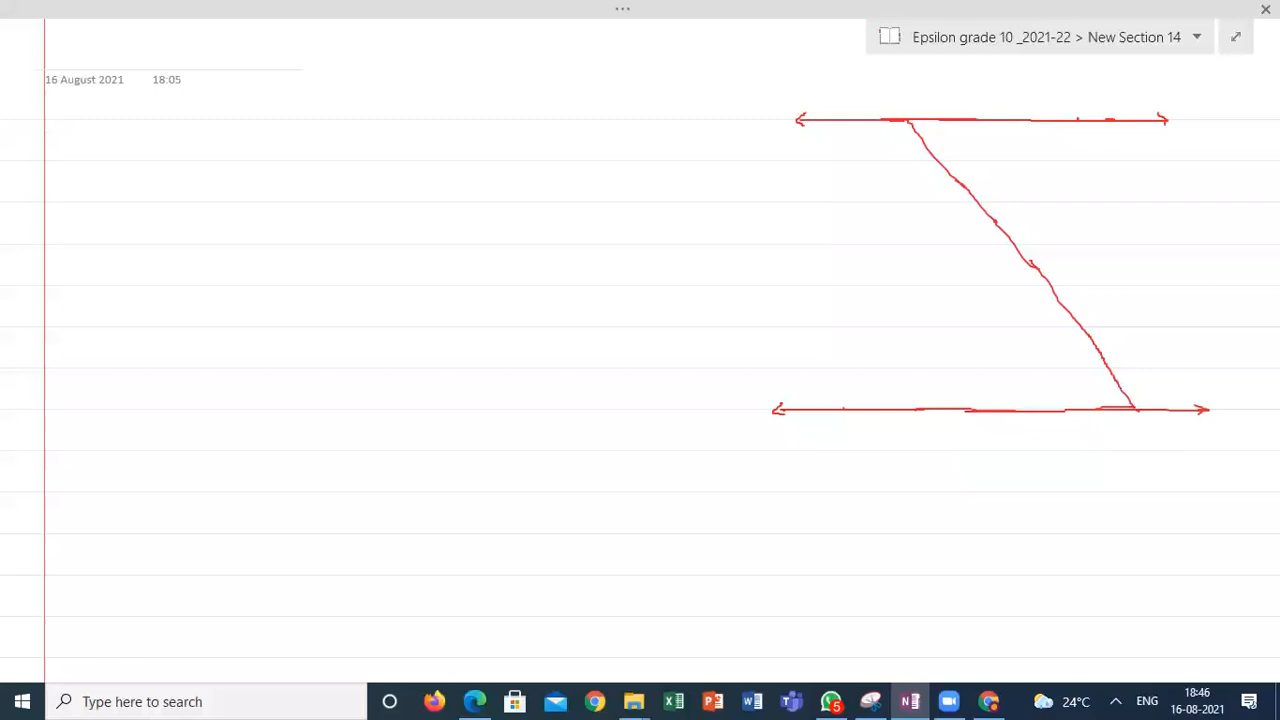 Epsilon grade 10 _2021-22 > New Section 14
16 August 2021 18:05
Type here to search
5
24°C
ENG
18:46
16-08-2021